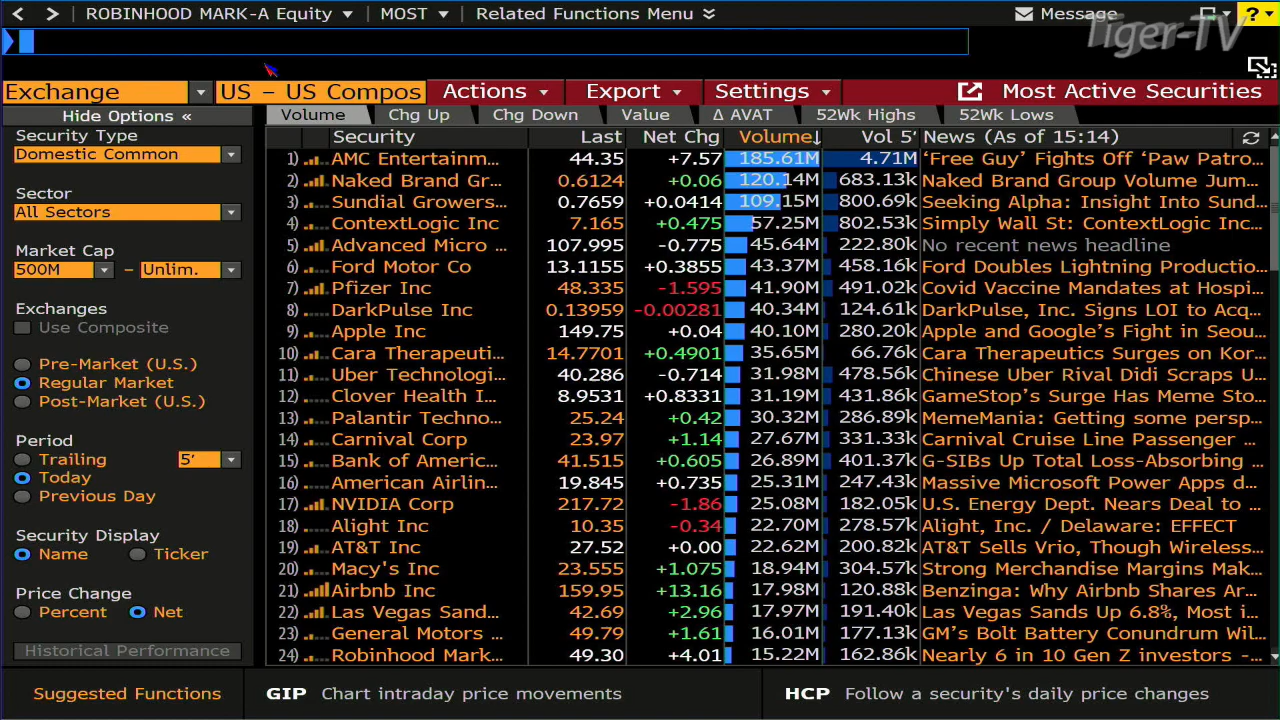 < > ROBINHOOD MARK-A Equity MOST Related Functions Menu Message ?
Tiger-TV
Exchange US - US Compos Actions Export Settings Most Active Securities
Hide Options « Volume Chg Up Chg Down Value Δ AVAT 52Wk Highs 52Wk Lows
Security Type
Domestic Common
Sector
All Sectors
Market Cap
500M - Unlim.
Exchanges
Use Composite
Pre-Market (U.S.)
Regular Market
Post-Market (U.S.)
Period
Trailing 5'
Today
Previous Day
Security Display
Name Ticker
Price Change
Percent Net
Historical Performance
Security Last Net Chg Volume↓ Vol 5' News (As of 15:14)
1) AMC Entertainm... 44.35 +7.57 185.61M 4.71M ‘Free Guy’ Fights Off ‘Paw Patro...
2) Naked Brand Gr... 0.6124 +0.06 120.14M 683.13k Naked Brand Group Volume Jum...
3) Sundial Growers... 0.7659 +0.0414 109.15M 800.69k Seeking Alpha: Insight Into Sund...
4) ContextLogic Inc 7.165 +0.475 57.25M 802.53k Simply Wall St: ContextLogic Inc...
5) Advanced Micro ... 107.995 -0.775 45.64M 222.80k No recent news headline
6) Ford Motor Co 13.1155 +0.3855 43.37M 458.16k Ford Doubles Lightning Productio...
7) Pfizer Inc 48.335 -1.595 41.90M 491.02k Covid Vaccine Mandates at Hospi...
8) DarkPulse Inc 0.13959 -0.00281 40.34M 124.61k DarkPulse, Inc. Signs LOI to Acq...
9) Apple Inc 149.75 +0.04 40.10M 280.20k Apple and Google’s Fight in Seou...
10) Cara Therapeuti... 14.7701 +0.4901 35.65M 66.76k Cara Therapeutics Surges on Kor...
11) Uber Technologi... 40.286 -0.714 31.98M 478.56k Chinese Uber Rival Didi Scraps U...
12) Clover Health I... 8.9531 +0.8331 31.19M 431.86k GameStop’s Surge Has Meme Sto...
13) Palantir Techno... 25.24 +0.42 30.32M 286.89k MemeMania: Getting some persp...
14) Carnival Corp 23.97 +1.14 27.67M 331.33k Carnival Cruise Line Passenger ...
15) Bank of Americ... 41.515 +0.605 26.89M 401.37k G-SIBs Up Total Loss-Absorbing ...
16) American Airlin... 19.845 +0.735 25.31M 247.43k Massive Microsoft Power Apps d...
17) NVIDIA Corp 217.72 -1.86 25.08M 182.05k U.S. Energy Dept. Nears Deal to ...
18) Alight Inc 10.35 -0.34 22.70M 278.57k Alight, Inc. / Delaware: EFFECT
19) AT&T Inc 27.52 +0.00 22.62M 200.82k AT&T Sells Vrio, Though Wireless...
20) Macy's Inc 23.555 +1.075 18.94M 304.57k Strong Merchandise Margins Mak...
21) Airbnb Inc 159.95 +13.16 17.98M 120.88k Benzinga: Why Airbnb Shares Ar...
22) Las Vegas Sand... 42.69 +2.96 17.97M 191.40k Las Vegas Sands Up 6.8%, Most i...
23) General Motors ... 49.79 +1.61 16.01M 177.13k GM’s Bolt Battery Conundrum Wil...
24) Robinhood Mark... 49.30 +4.01 15.22M 162.86k Nearly 6 in 10 Gen Z investors - ...
Suggested Functions GIP Chart intraday price movements HCP Follow a security's daily price changes